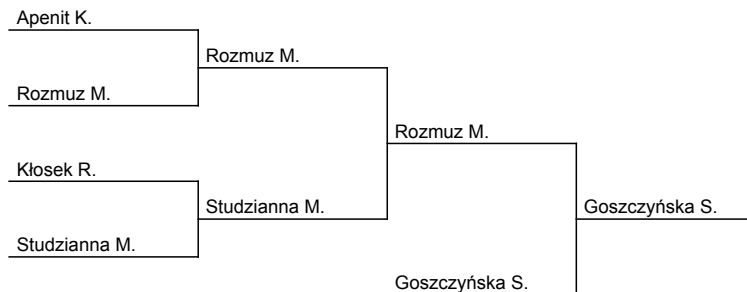 Apenit K.
Rozmuz M.
Rozmuz M.
Rozmuz M.
Kłosek R.
Studzianna M.
Goszczyńska S.
Studzianna M.
Goszczyńska S.